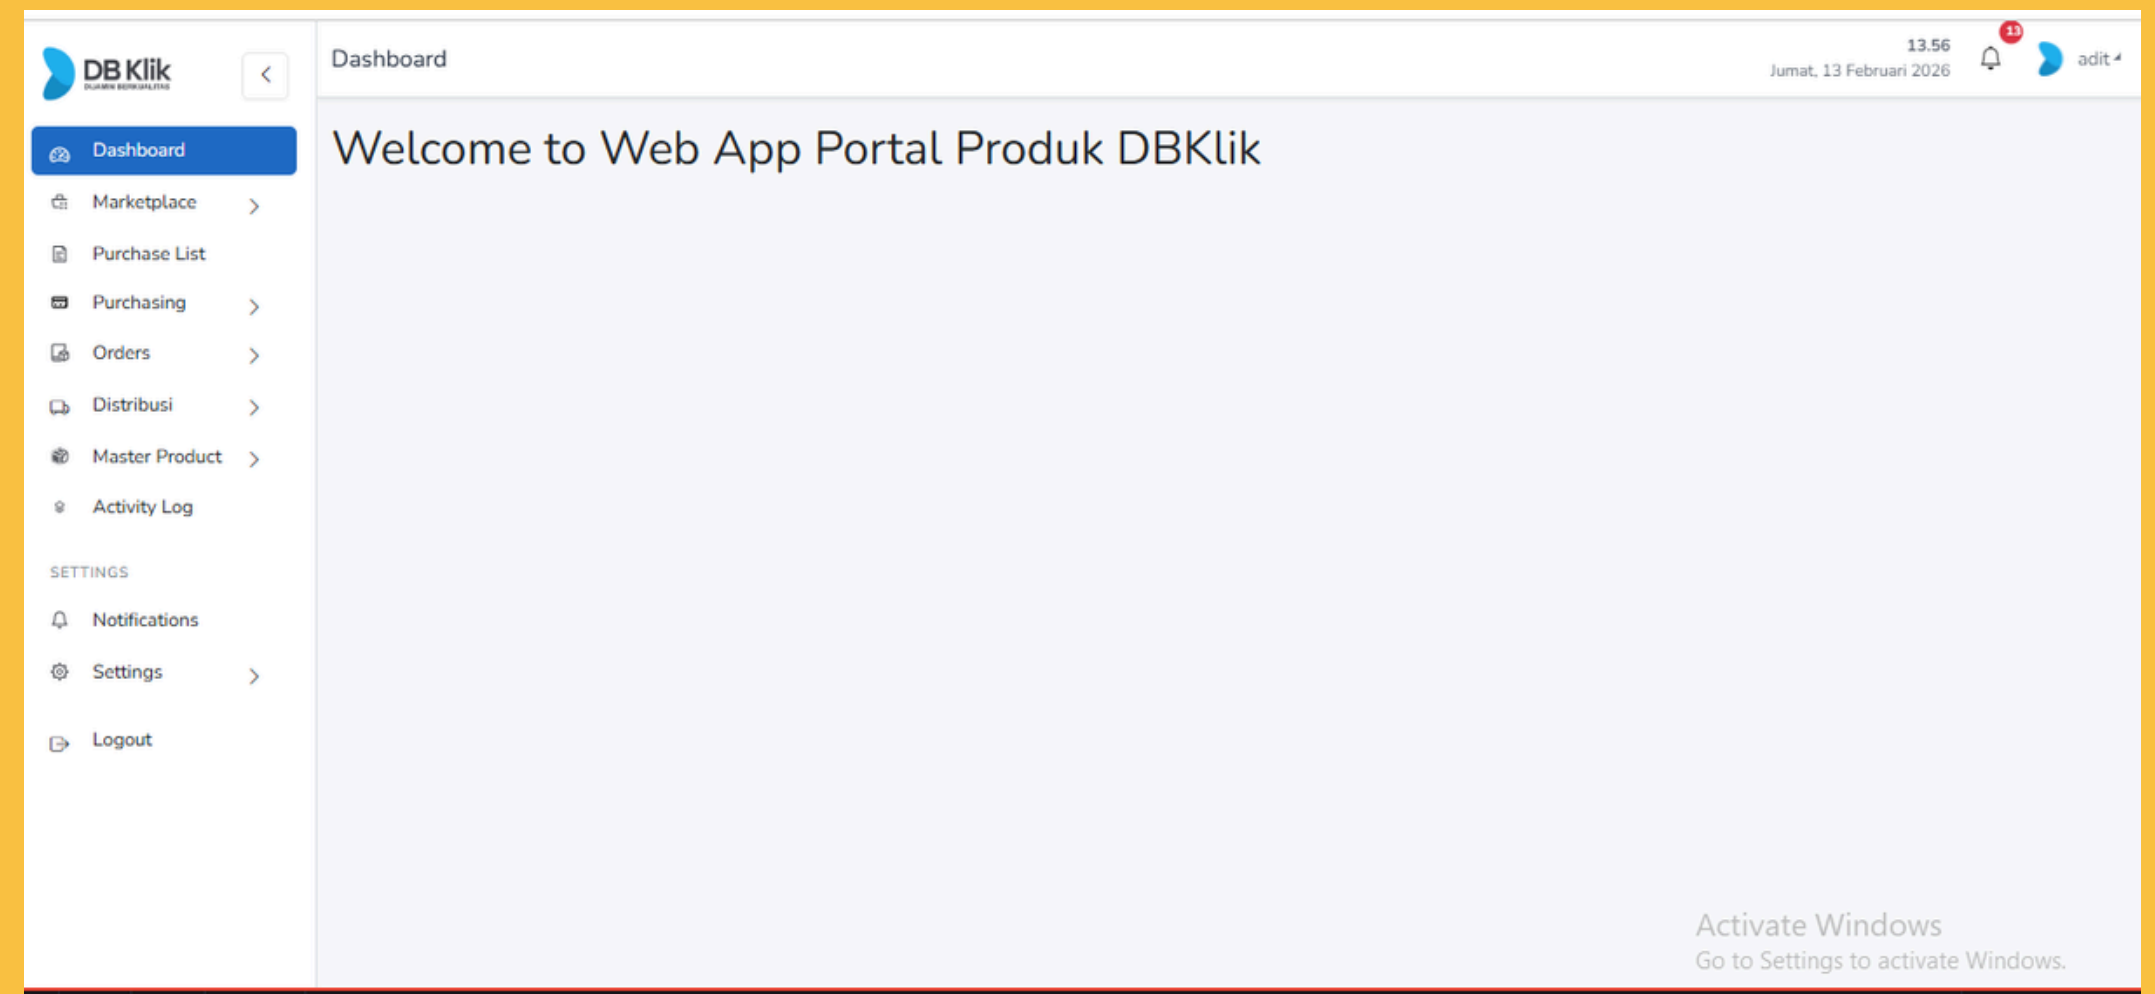 DB Klik
DIJAMIN BERKUALITAS
Dashboard
13.56
Jumat, 13 Februari 2026
13
adit
Dashboard
Marketplace
Purchase List
Purchasing
Orders
Distribusi
Master Product
Activity Log
SETTINGS
Notifications
Settings
Logout
Welcome to Web App Portal Produk DBKlik
Activate Windows
Go to Settings to activate Windows.